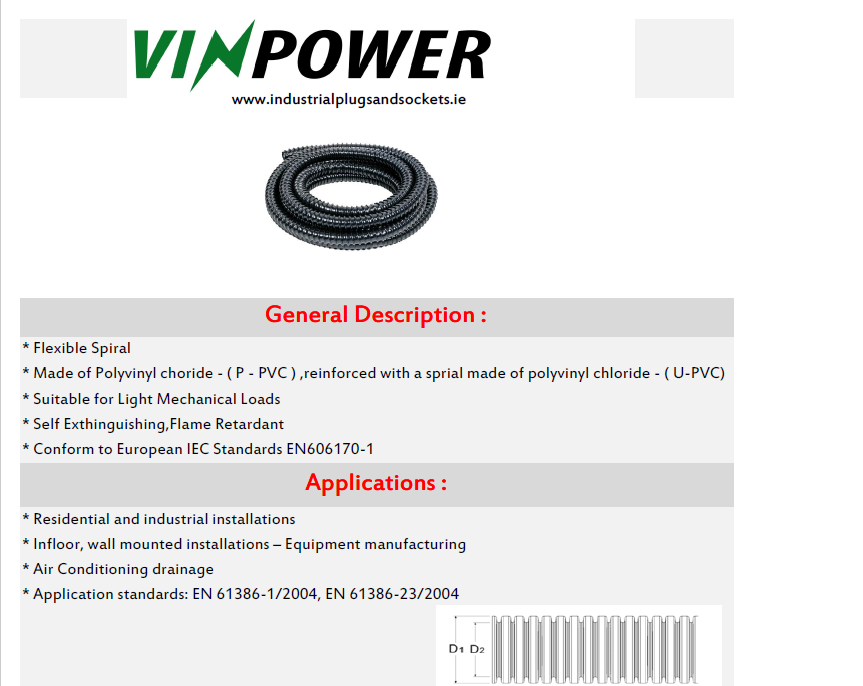 VINPOWER
www.industrialplugsandsockets.ie
General Description :
* Flexible Spiral
* Made of Polyvinyl choride - ( P - PVC ) ,reinforced with a sprial made of polyvinyl chloride - ( U-PVC)
* Suitable for Light Mechanical Loads
* Self Exthinguishing,Flame Retardant
* Conform to European IEC Standards EN606170-1
Applications :
* Residential and industrial installations
* Infloor, wall mounted installations – Equipment manufacturing
* Air Conditioning drainage
* Application standards: EN 61386-1/2004, EN 61386-23/2004
D1 D2